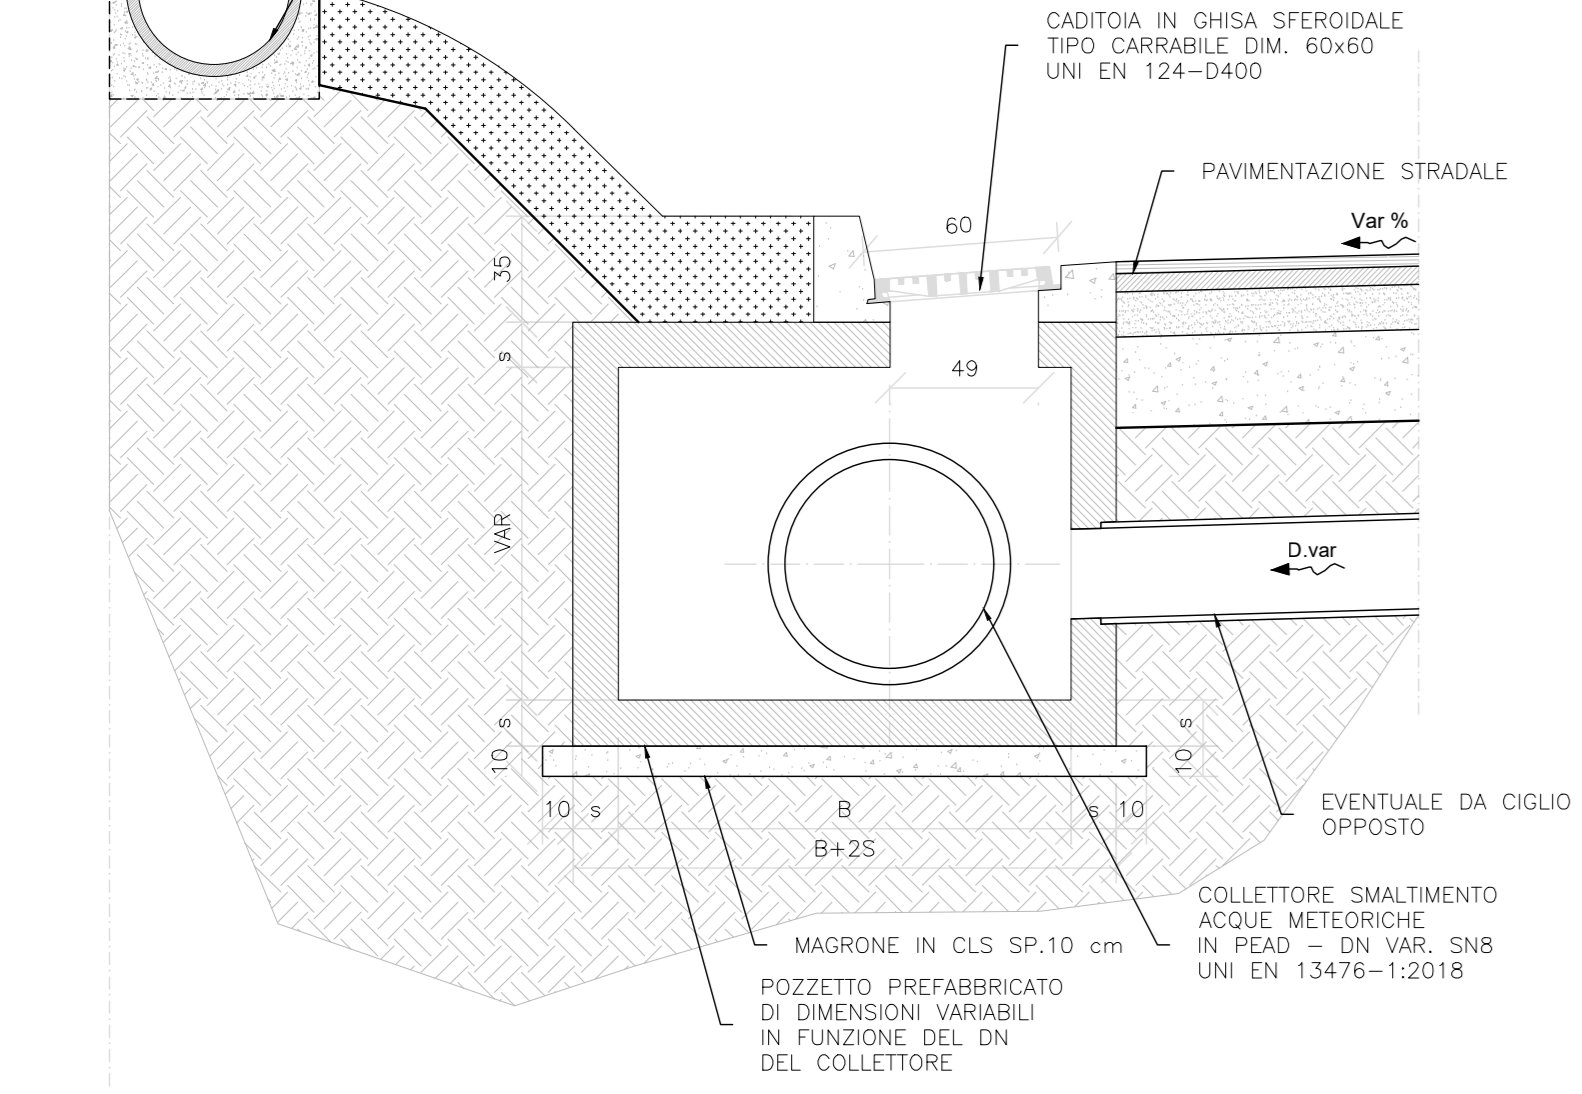 CADITOIA IN GHISA SFEROIDALE
TIPO CARRABILE DIM. 60x60
UNI EN 124-D400
PAVIMENTAZIONE STRADALE
Var %
60
35
s
49
VAR
D.var
s
10
s
10
10
s
B
s
10
B+2S
EVENTUALE DA CIGLIO
OPPOSTO
COLLETTORE SMALTIMENTO
ACQUE METEORICHE
IN PEAD - DN VAR. SN8
UNI EN 13476-1:2018
MAGRONE IN CLS SP.10 cm
POZZETTO PREFABBRICATO
DI DIMENSIONI VARIABILI
IN FUNZIONE DEL DN
DEL COLLETTORE